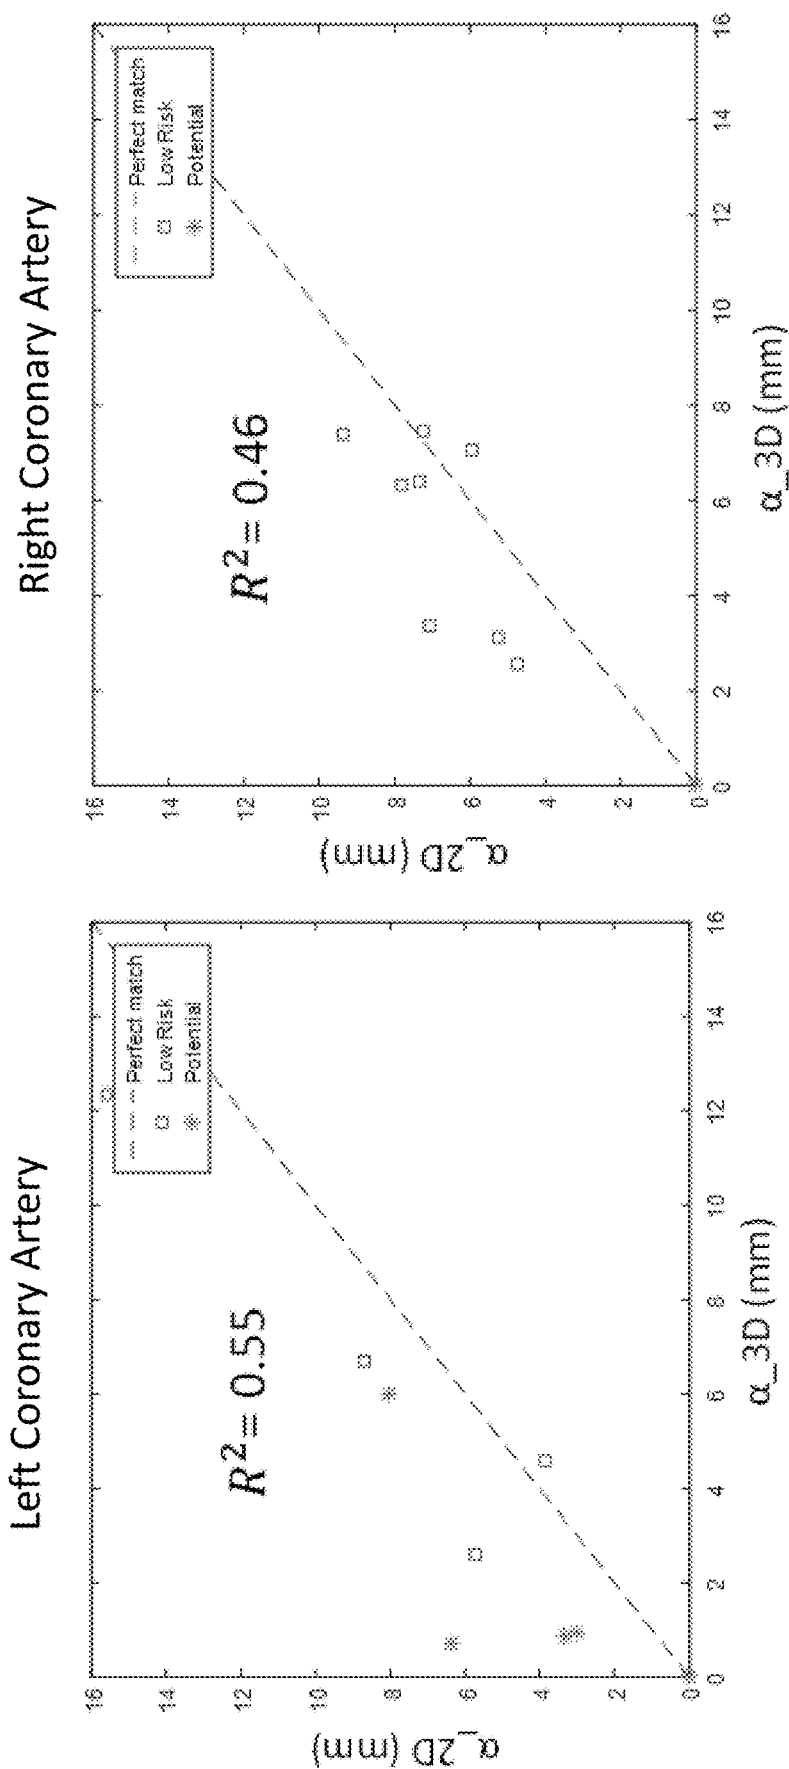 Left Coronary Artery
α_2D (mm)
16
14
12
10
8
6
4
2
0
R² = 0.55
Perfect match
Low Risk
Potential
0 2 4 6 8 10 12 14 16
α_3D (mm)
Right Coronary Artery
α_2D (mm)
16
14
12
10
8
6
4
2
0
R² = 0.46
Perfect match
Low Risk
Potential
0 2 4 6 8 10 12 14 16
α_3D (mm)